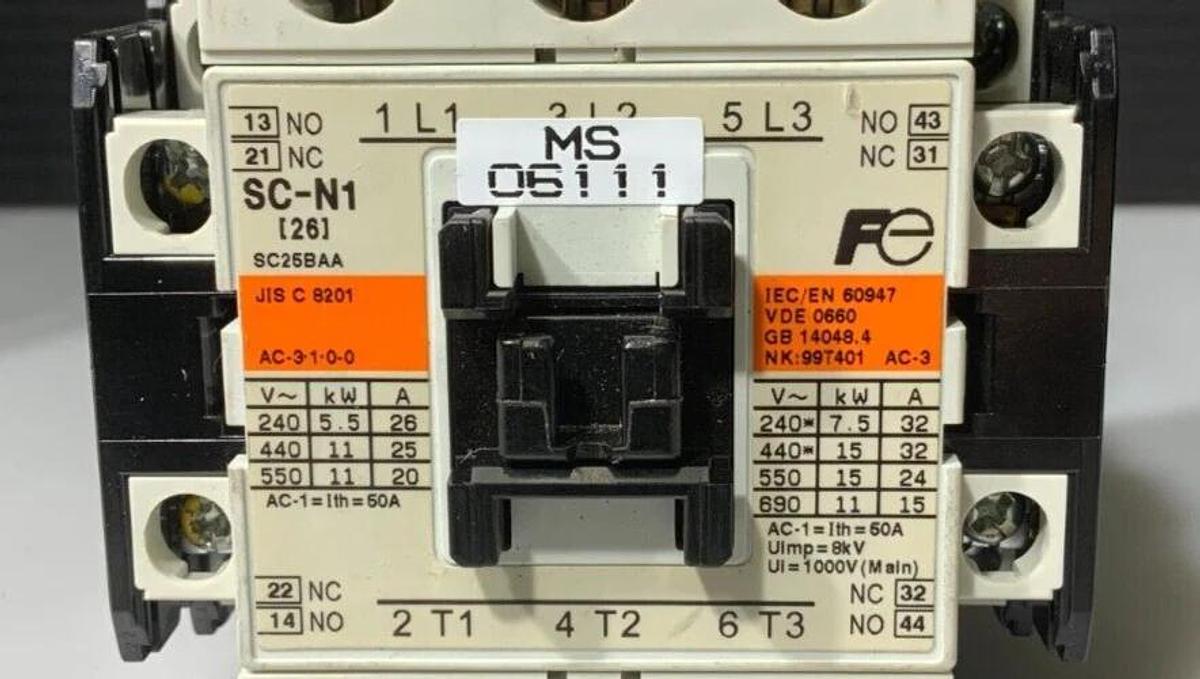 13 NO
21 NC
1 L1 3 L2 5 L3
NO 43
NC 31
MS
06111
SC-N1
[26]
SC25BAA
Fe
JIS C 8201
AC-3·1·0-0
IEC/EN 60947
VDE 0660
GB 14048.4
NK:99T401 AC-3
V~ kW A
240 5.5 26
440 11 25
550 11 20
AC-1=Ith=50A
V~ kW A
240* 7.5 32
440* 15 32
550 15 24
690 11 15
AC-1=Ith=50A
UImp=8kV
Ui=1000V(Main)
22 NC
14 NO
2 T1 4 T2 6 T3
NC 32
NO 44